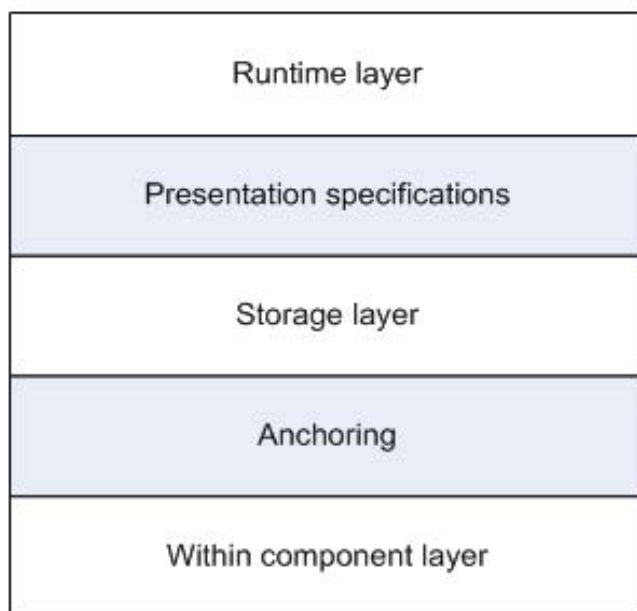 Runtime layer
Presentation specifications
Storage layer
Anchoring
Within component layer